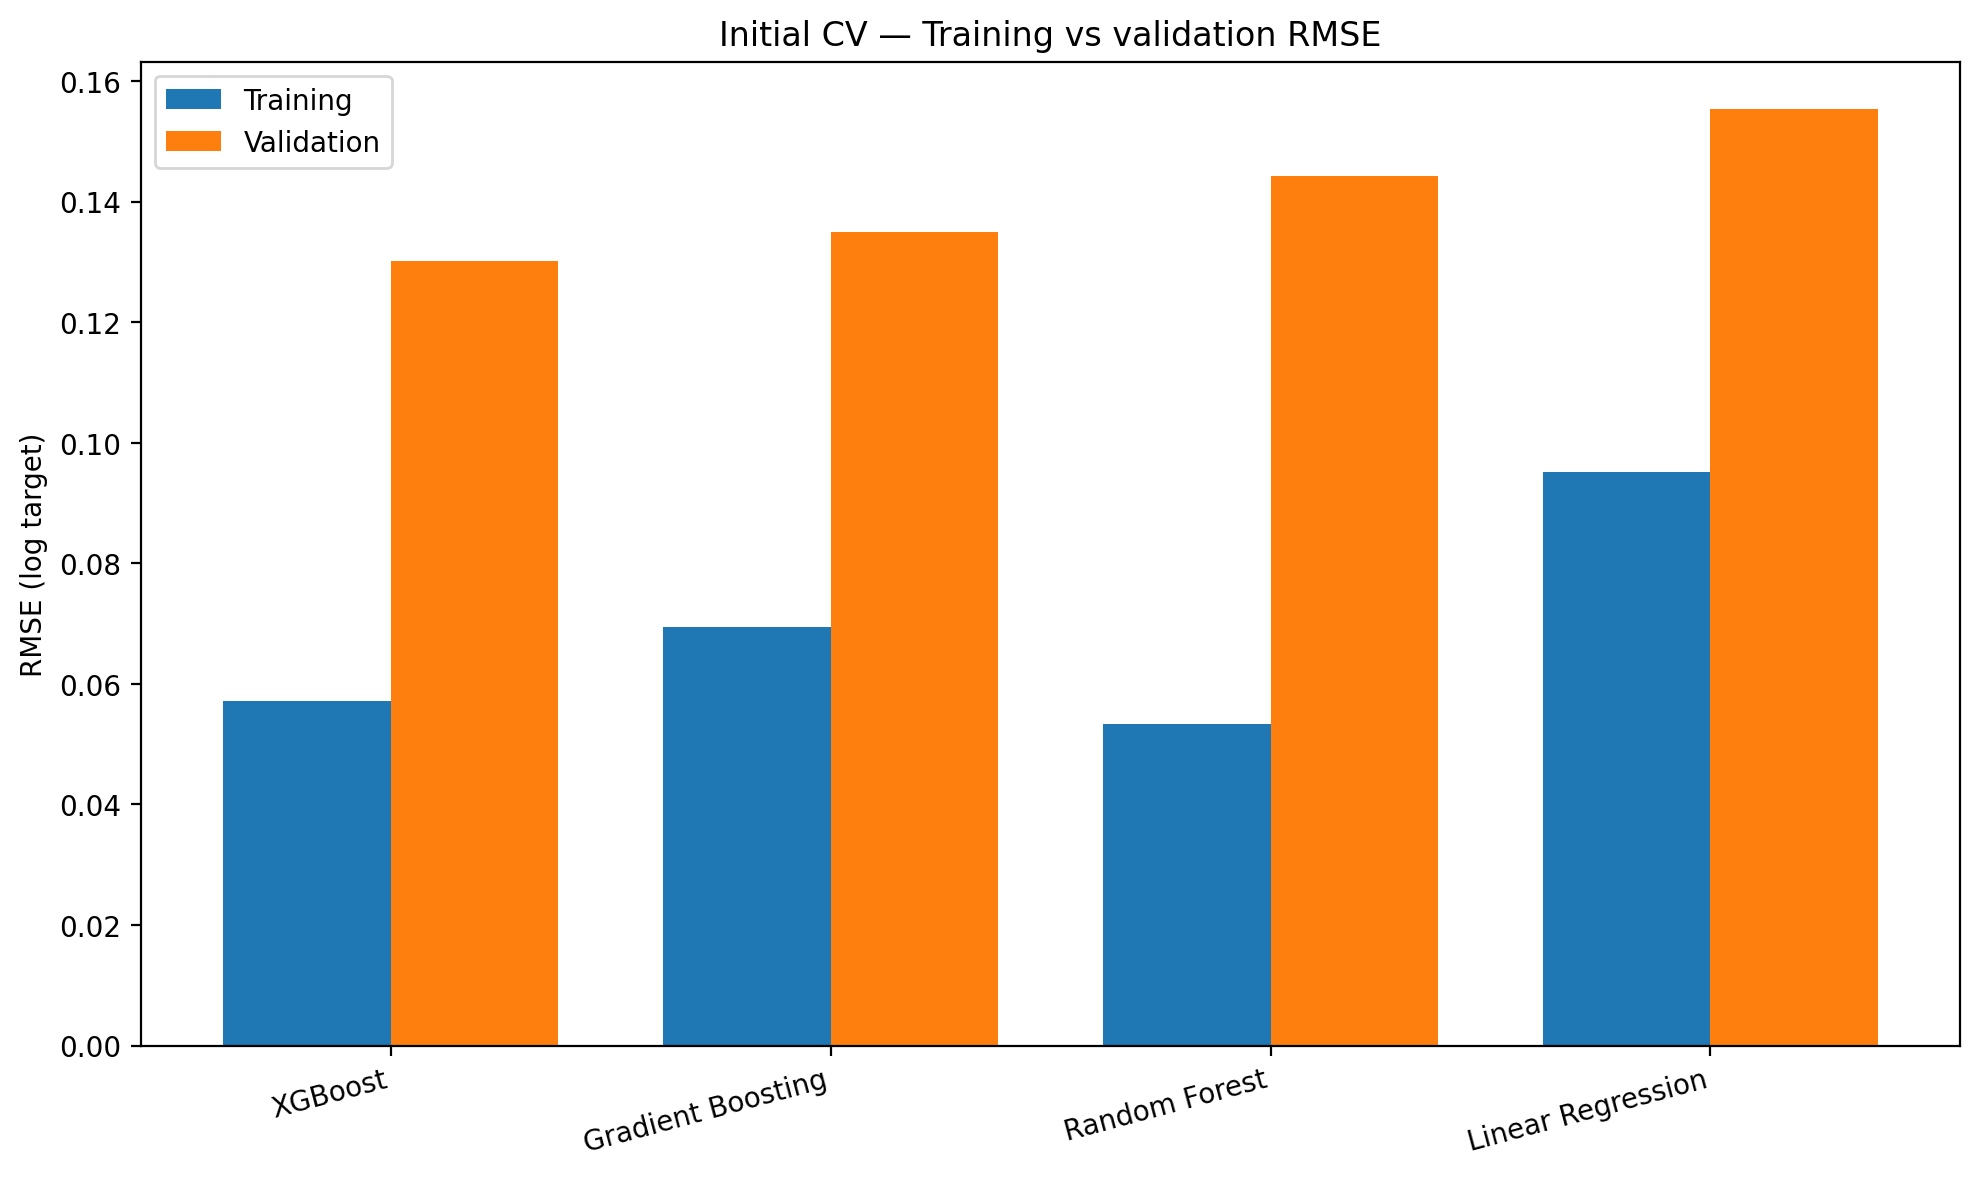 Initial CV — Training vs validation RMSE
Training
Validation
RMSE (log target)
0.16
0.14
0.12
0.10
0.08
0.06
0.04
0.02
0.00
XGBoost
Gradient Boosting
Random Forest
Linear Regression